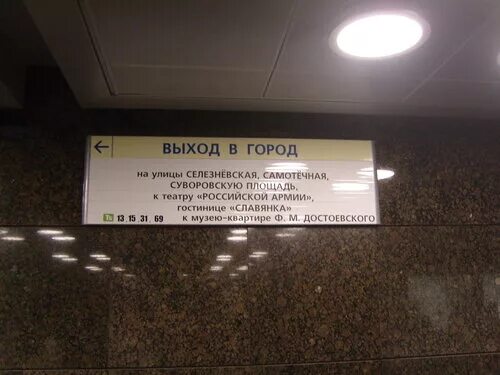 ← ВЫХОД В ГОРОД
на улицы СЕЛЕЗНЁВСКАЯ, САМОТЁЧНАЯ,
СУВОРОВСКУЮ ПЛОЩАДЬ,
к театру «РОССИЙСКОЙ АРМИИ»,
гостинице «СЛАВЯНКА»
Тб 13, 15, 31, 69 к музею-квартире Ф. М. ДОСТОЕВСКОГО